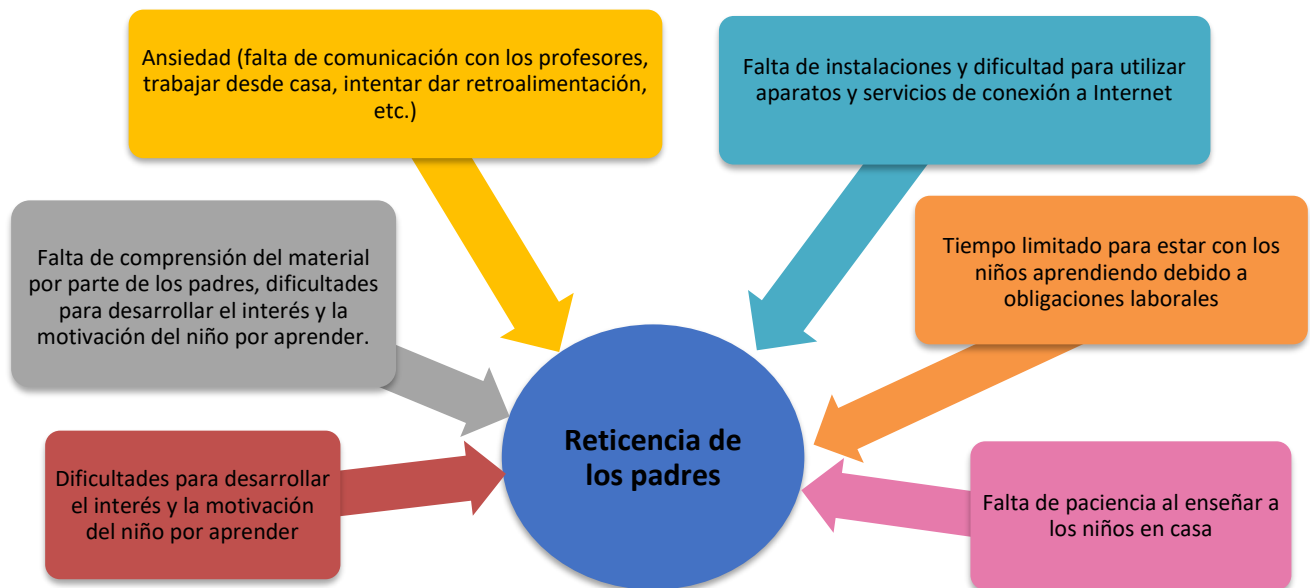 Ansiedad (falta de comunicación con los profesores,
trabajar desde casa, intentar dar retroalimentación,
etc.)
Falta de instalaciones y dificultad para utilizar
aparatos y servicios de conexión a Internet
Falta de comprensión del material
por parte de los padres, dificultades
para desarrollar el interés y la
motivación del niño por aprender.
Tiempo limitado para estar con los
niños aprendiendo debido a
obligaciones laborales
Reticencia de
los padres
Dificultades para desarrollar
el interés y la motivación
del niño por aprender
Falta de paciencia al enseñar a
los niños en casa